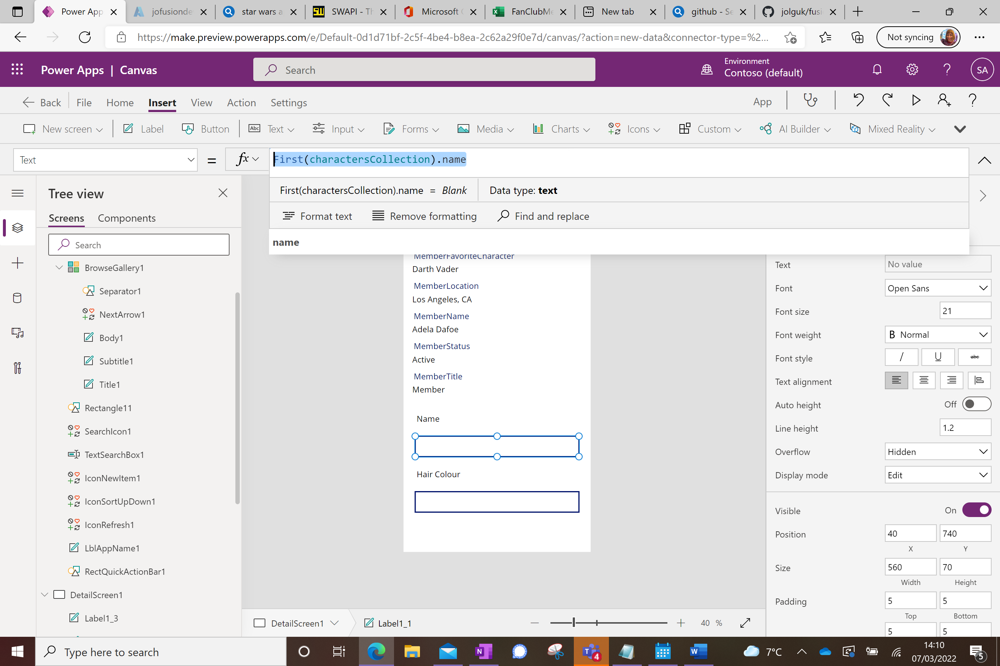 Power App
jofusionde
star wars a
SWAPI - Th
Microsoft
FanClubMe
New tab
github - Se
jolguk/fusi
https://make.preview.powerapps.com/e/Default-0d1d71bf-2c5f-4be4-b8ea-2c62a29f0e7d/canvas/?action=new-data&connector-type=%2...
Not syncing
Power Apps | Canvas
Search
Environment
Contoso (default)
SA
Back
File
Home
Insert
View
Action
Settings
App
New screen
Label
Button
Abc
Text
Input
Forms
Media
Charts
Icons
Custom
AI Builder
Mixed Reality
Text
=
fx
First(charactersCollection).name
First(charactersCollection).name = Blank
Data type: text
Format text
Remove formatting
Find and replace
name
Tree view
Screens
Components
Search
BrowseGallery1
Separator1
NextArrow1
Body1
Subtitle1
Title1
Rectangle11
SearchIcon1
TextSearchBox1
IconNewItem1
IconSortUpDown1
IconRefresh1
LblAppName1
RectQuickActionBar1
DetailScreen1
Label1_3
MemberFavoriteCharacter
Darth Vader
MemberLocation
Los Angeles, CA
MemberName
Adela Dafoe
MemberStatus
Active
MemberTitle
Member
Name
Hair Colour
DetailScreen1
Label1_1
40 %
Text
No value
Font
Open Sans
Font size
21
Font weight
B Normal
Font style
/
U
abc
Text alignment
Auto height
Off
Line height
1.2
Overflow
Hidden
Display mode
Edit
Visible
On
Position
40
740
X
Y
Size
560
70
Width
Height
Padding
5
5
Top
Bottom
5
5
Type here to search
N
T
4
W
7°C
14:10
07/03/2022
5